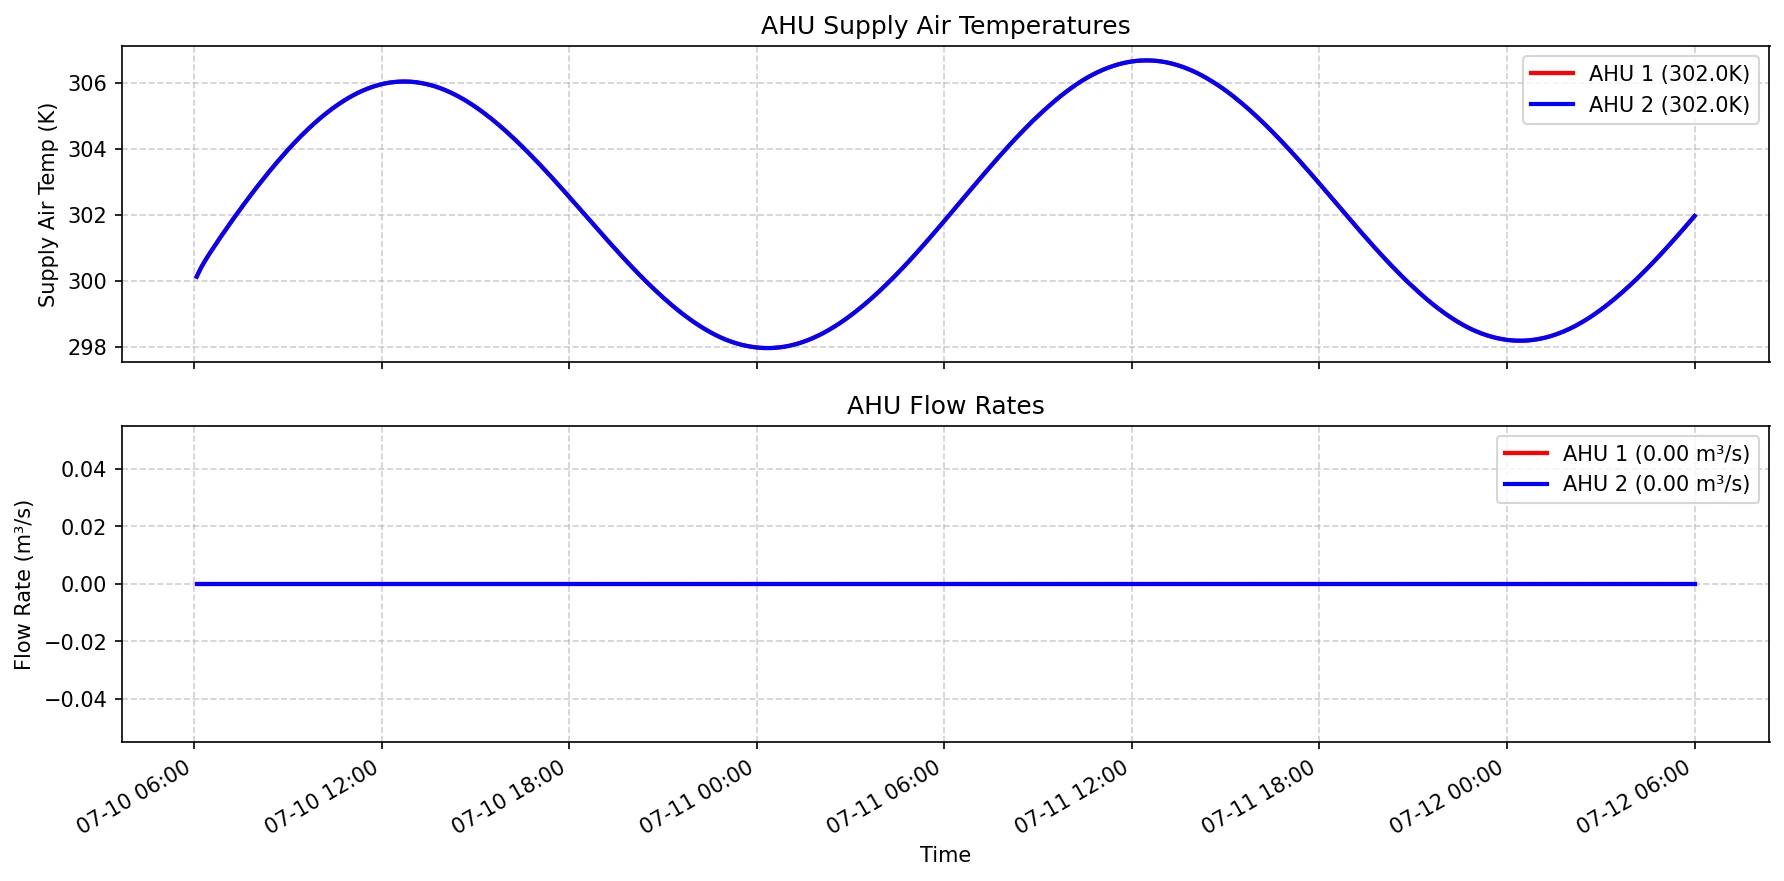 AHU Supply Air Temperatures
Supply Air Temp (K)
306
304
302
300
298
AHU 1 (302.0K)
AHU 2 (302.0K)
AHU Flow Rates
Flow Rate (m³/s)
0.04
0.02
0.00
−0.02
−0.04
AHU 1 (0.00 m³/s)
AHU 2 (0.00 m³/s)
07-10 06:00
07-10 12:00
07-10 18:00
07-11 00:00
07-11 06:00
07-11 12:00
07-11 18:00
07-12 00:00
07-12 06:00
Time